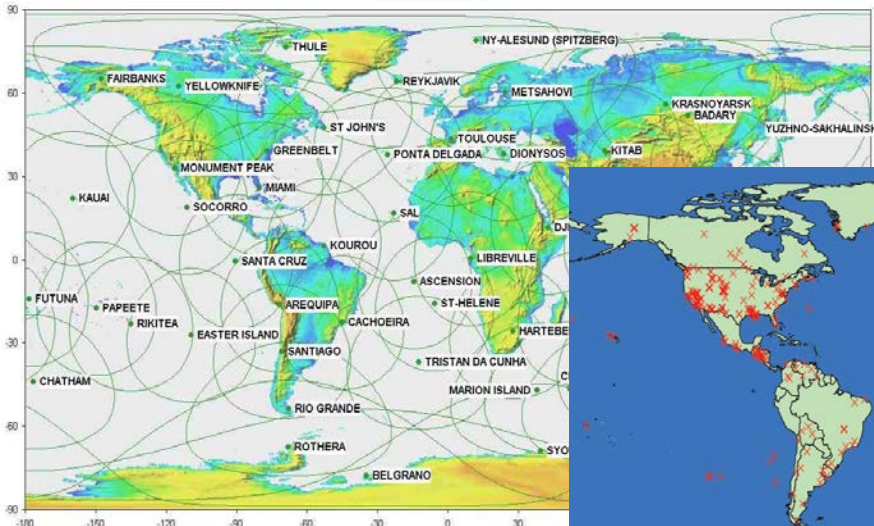 90
THULE
NY-ALESUND (SPITZBERG)
FAIRBANKS
YELLOWKNIFE
REYKJAVIK
60
METSAHOVI
KRASNOYARSK
BADARY
ST JOHN'S
YUZHNO-SAKHALINSK
TOULOUSE
GREENBELT
PONTA DELGADA
DIONYSOS
KITAB
MONUMENT PEAK
30
MIAMI
KAUAI
SOCORRO
SAL
DJ
KOUROU
0
SANTA CRUZ
LIBREVILLE
ASCENSION
FUTUNA
PAPEETE
AREQUIPA
ST-HELENE
RIKITEA
CACHOEIRA
EASTER ISLAND
HARTEBE
-30
SANTIAGO
TRISTAN DA CUNHA
CHATHAM
MARION ISLAND
RIO GRANDE
-60
ROTHERA
SYO
BELGRANO
-90
-180 -150 -120 -90 -60 -30 0 30